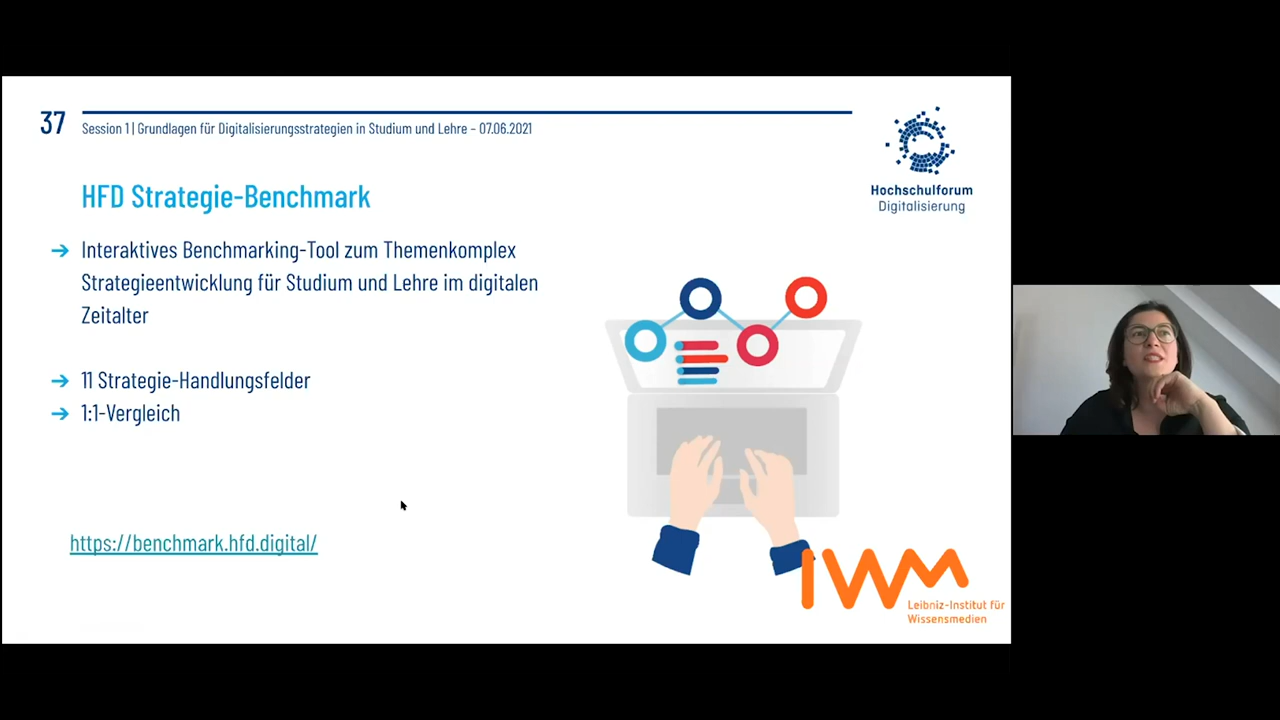 37
Session 1 | Grundlagen für Digitalisierungsstrategien in Studium und Lehre – 07.06.2021
Hochschulforum
Digitalisierung
HFD Strategie-Benchmark
→ Interaktives Benchmarking-Tool zum Themenkomplex
Strategieentwicklung für Studium und Lehre im digitalen
Zeitalter
→ 11 Strategie-Handlungsfelder
→ 1:1-Vergleich
https://benchmark.hfd.digital/
IWM
Leibniz-Institut für
Wissensmedien